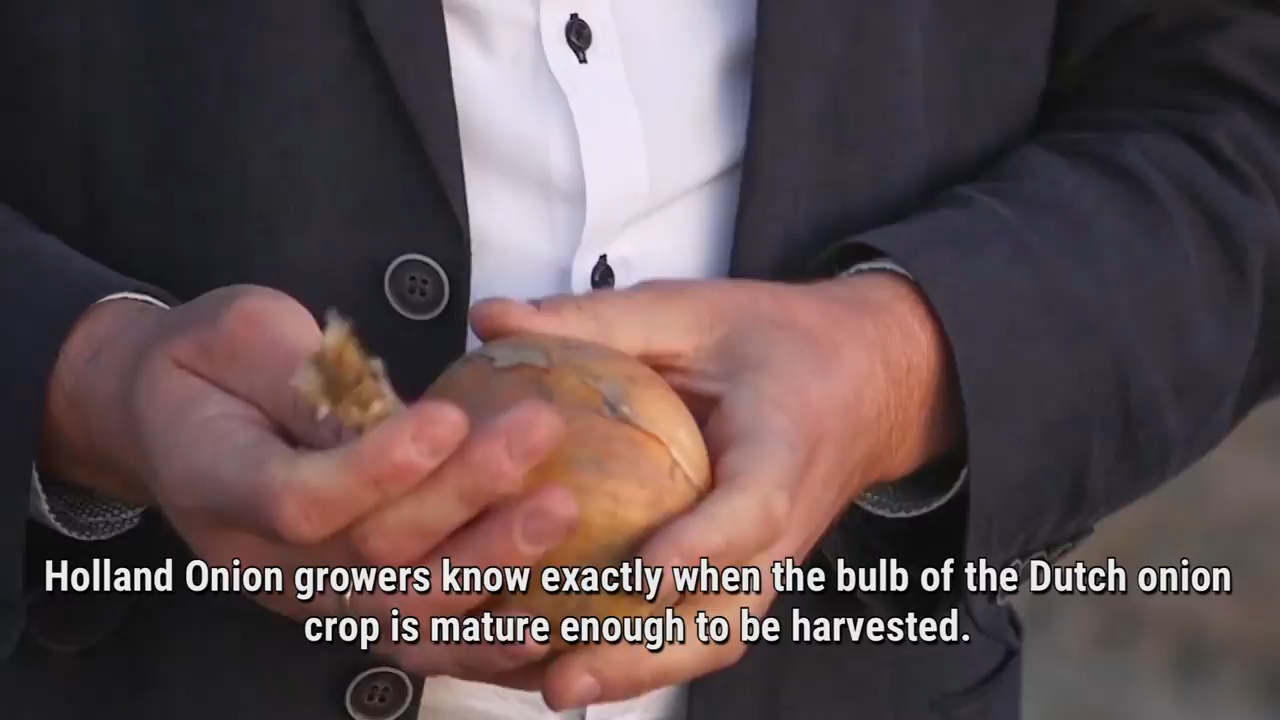 Holland Onion growers know exactly when the bulb of the Dutch onion
crop is mature enough to be harvested.